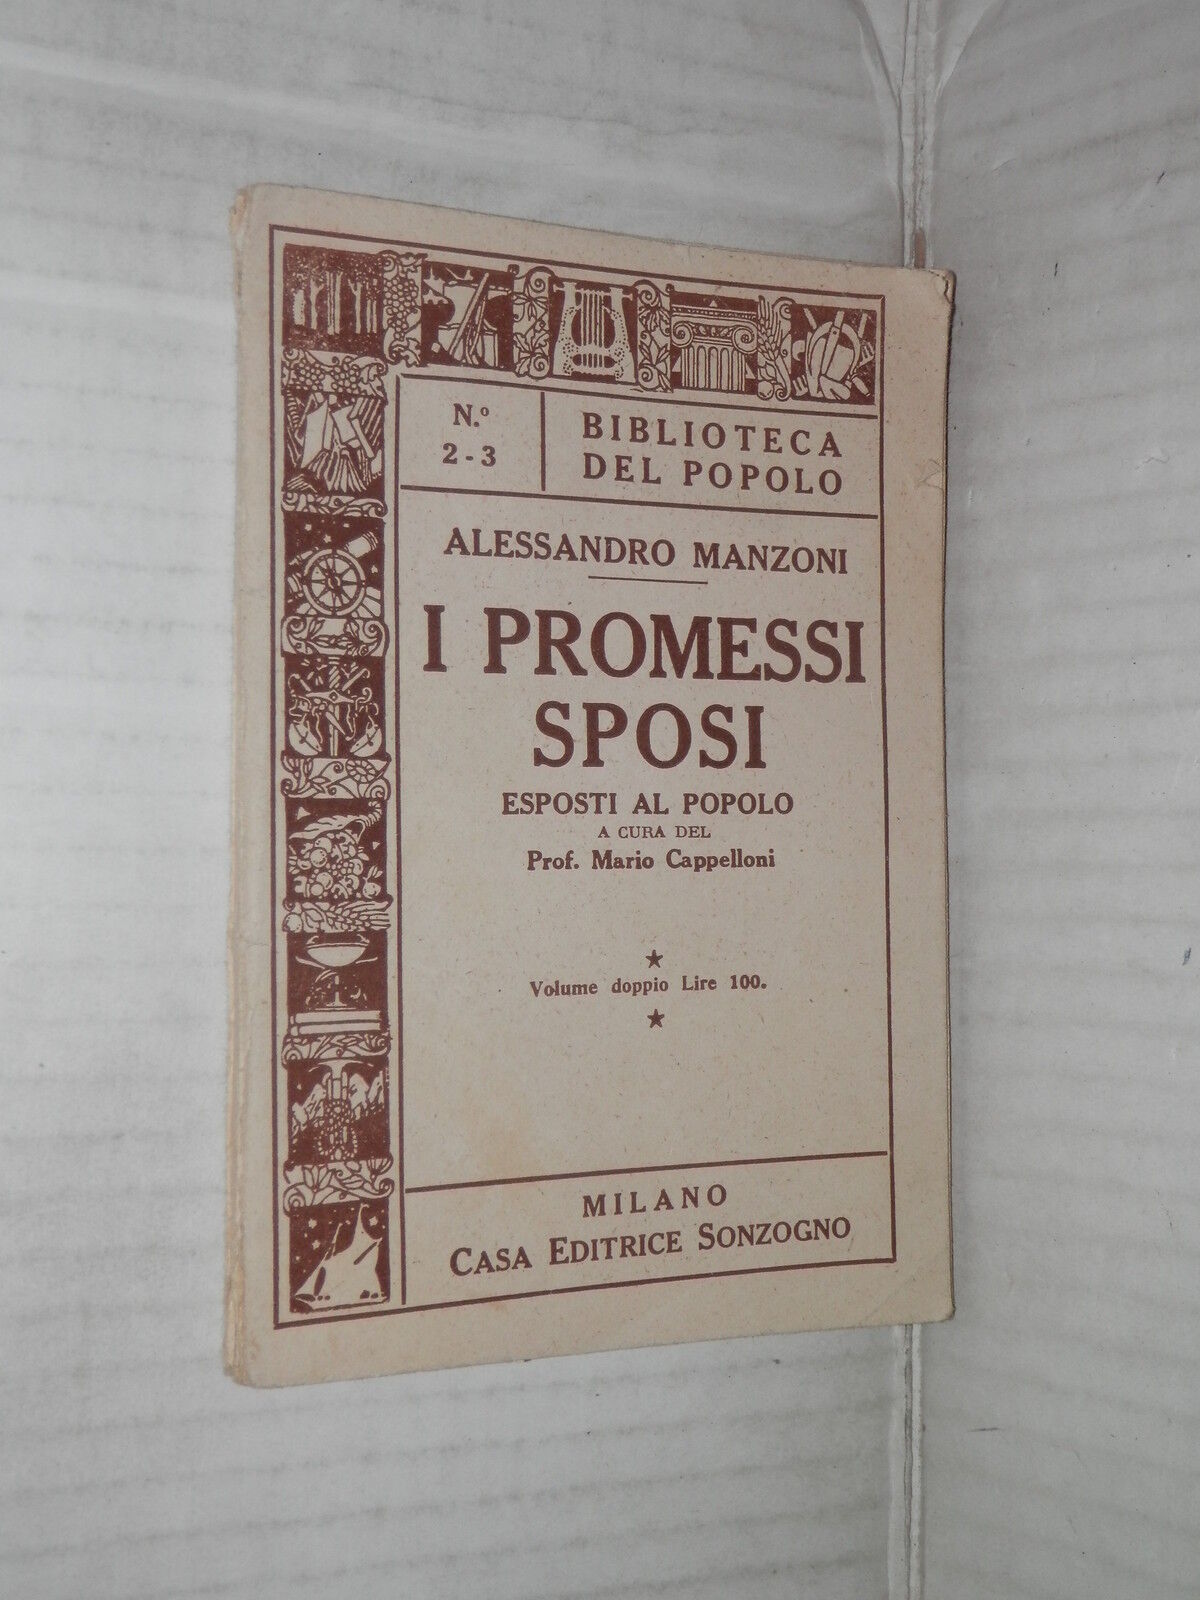 N.º
2-3
BIBLIOTECA
DEL POPOLO
ALESSANDRO MANZONI
I PROMESSI
SPOSI
ESPOSTI AL POPOLO
A CURA DEL
Prof. Mario Cappelloni
Volume doppio Lire 100.
MILANO
CASA EDITRICE SONZOGNO